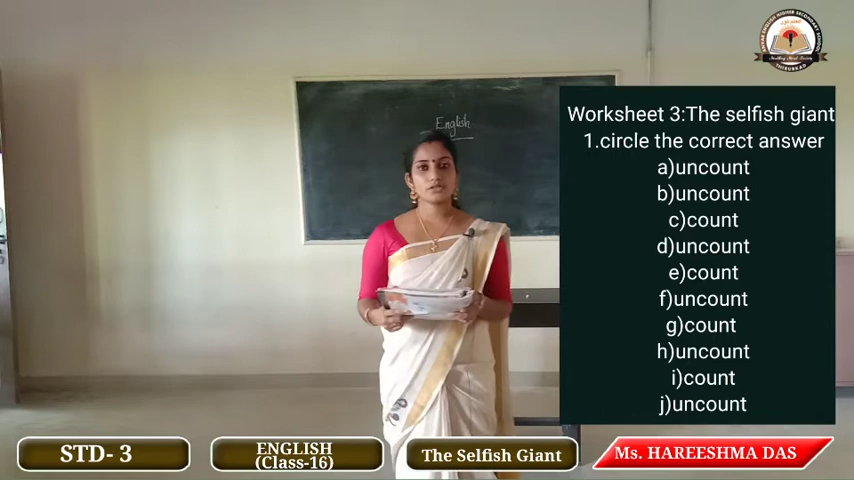 English
Worksheet 3:The selfish giant
1.circle the correct answer
a)uncount
b)uncount
c)count
d)uncount
e)count
f)uncount
g)count
h)uncount
i)count
j)uncount
STD- 3
ENGLISH
(Class-16)
The Selfish Giant
Ms. HAREESHMA DAS